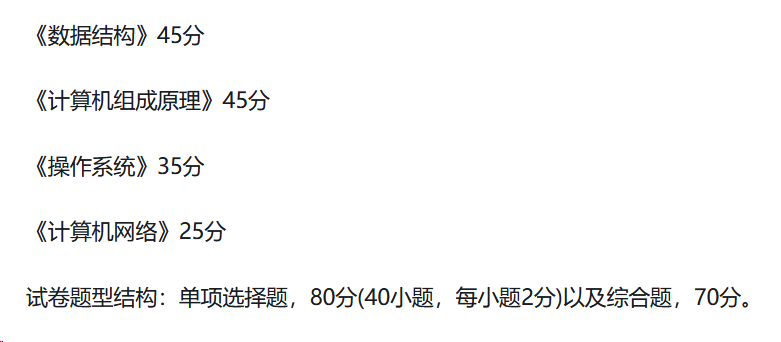 《数据结构》45分
《计算机组成原理》45分
《操作系统》35分
《计算机网络》25分
试卷题型结构：单项选择题，80分(40小题，每小题2分)以及综合题，70分。